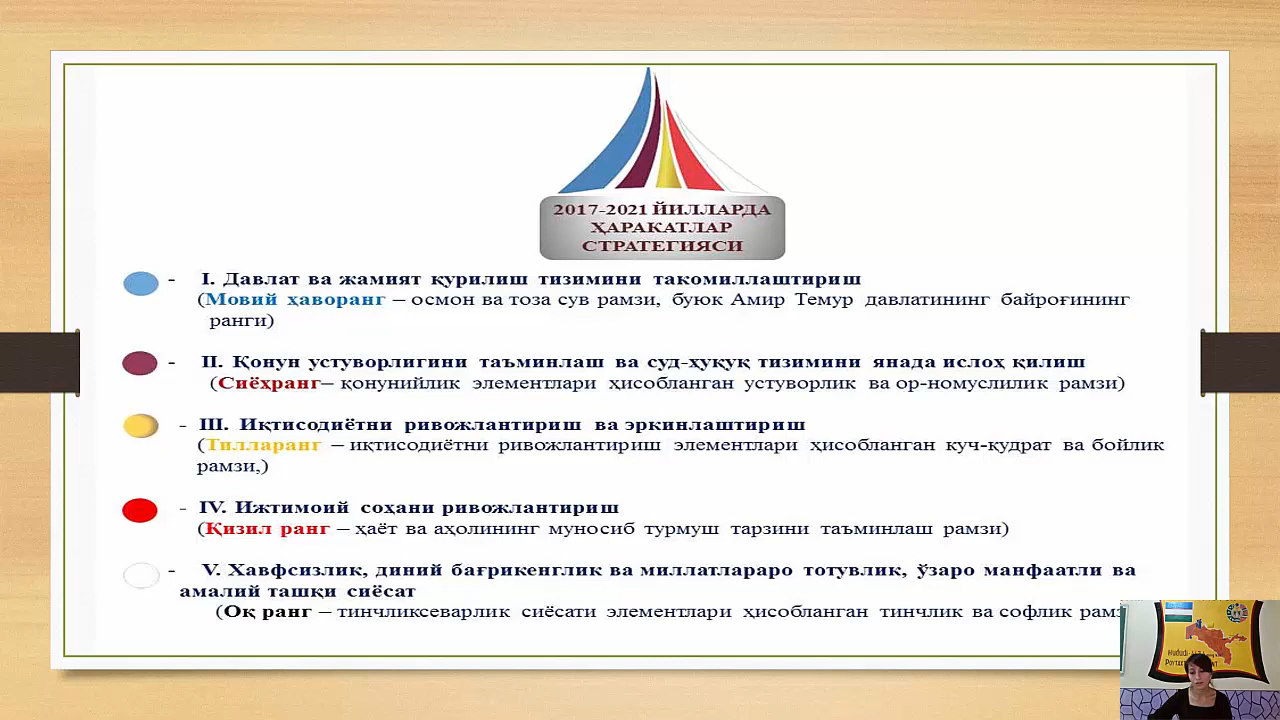 2017-2021 ЙИЛЛАРДА
ҲАРАКАТЛАР
СТРАТЕГИЯСИ
- I. Давлат ва жамият қурилиш тизимини такомиллаштириш
(Мовий ҳаворанг – осмон ва тоза сув рамзи, буюк Амир Темур давлатининг байроғининг
ранги)
- II. Қонун устуворлигини таъминлаш ва суд-ҳуқуқ тизимини янада ислоҳ қилиш
(Сиёҳранг– қонунийлик элементлари ҳисобланган устуворлик ва ор-номуслилик рамзи)
- III. Иқтисодиётни ривожлантириш ва эркинлаштириш
(Тилларанг – иқтисодиётни ривожлантириш элементлари ҳисобланган куч-қудрат ва бойлик
рамзи,)
- IV. Ижтимоий соҳани ривожлантириш
(Қизил ранг – ҳаёт ва аҳолининг муносиб турмуш тарзини таъминлаш рамзи)
- V. Хавфсизлик, диний бағрикенглик ва миллатлараро тотувлик, ўзаро манфаатли ва
амалий ташқи сиёсат
(Оқ ранг – тинчликсеварлик сиёсати элементлари ҳисобланган тинчлик ва софлик